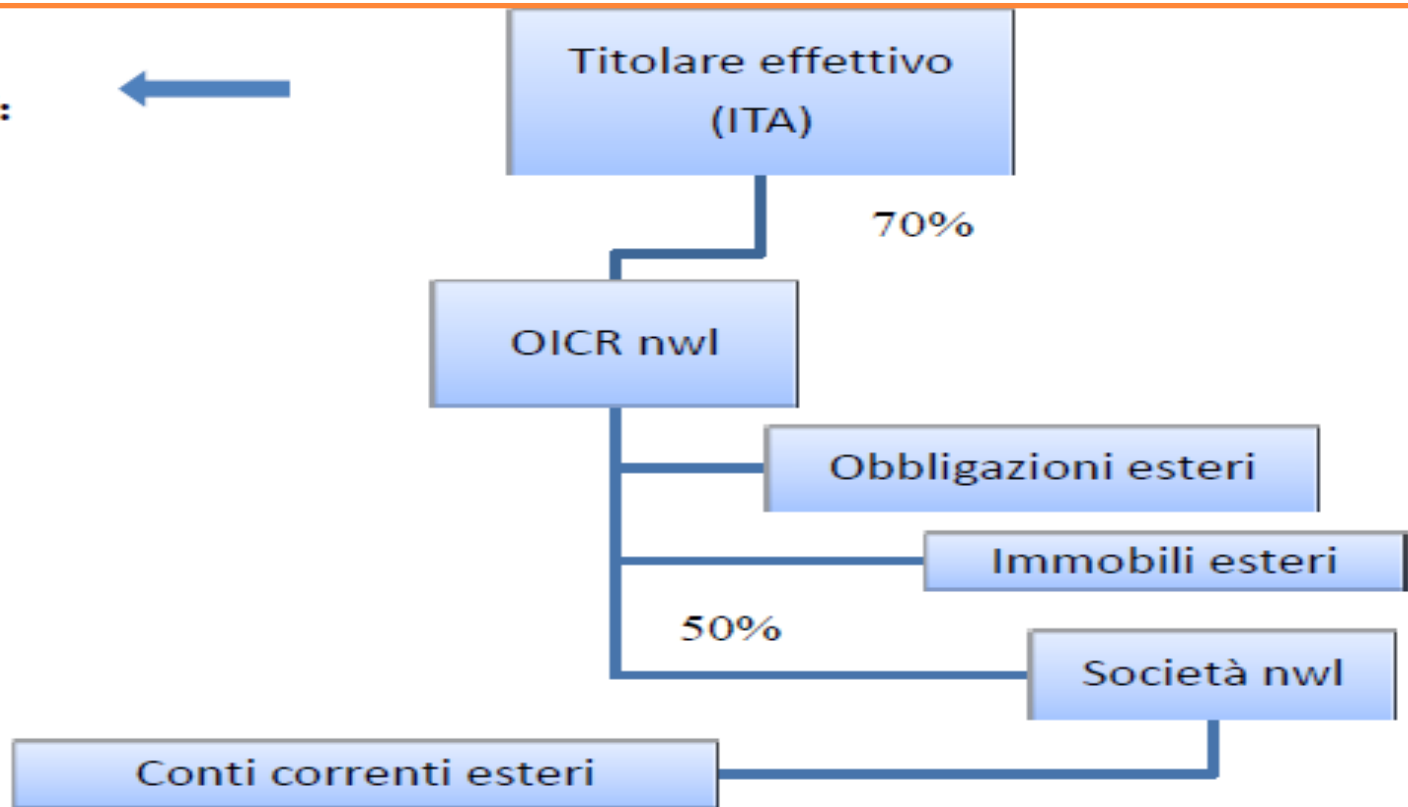 Titolare effettivo
(ITA)
:
70%
OICR nwl
Obbligazioni esteri
Immobili esteri
50%
Società nwl
Conti correnti esteri